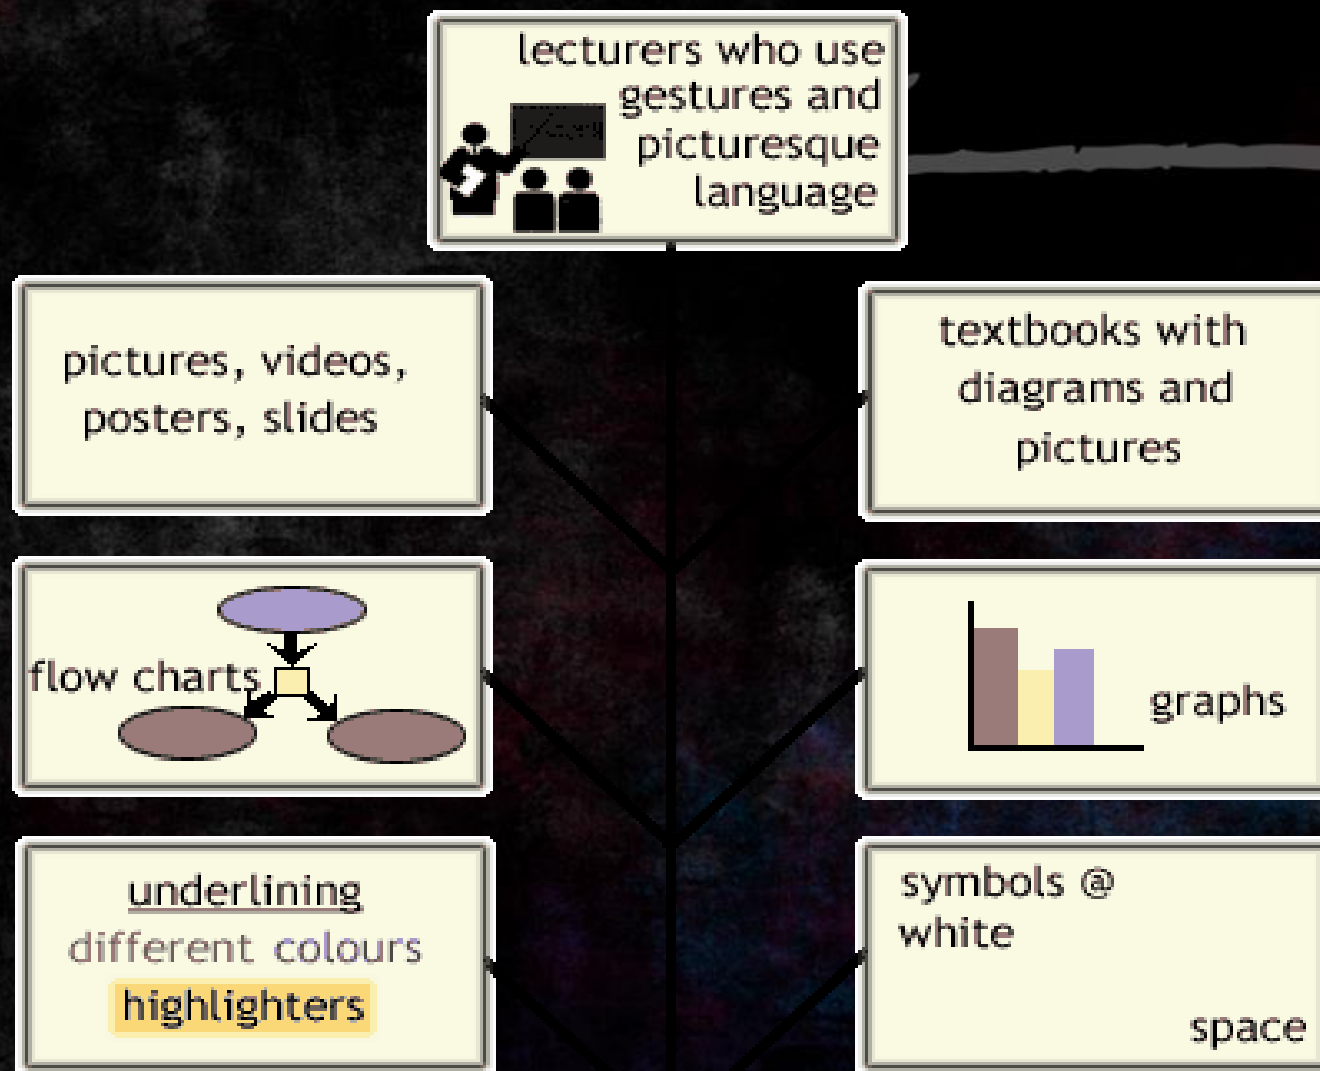 lecturers who use
gestures and
picturesque
language
pictures, videos,
posters, slides
textbooks with
diagrams and
pictures
flow charts
graphs
underlining
different colours
highlighters
symbols @
white
space